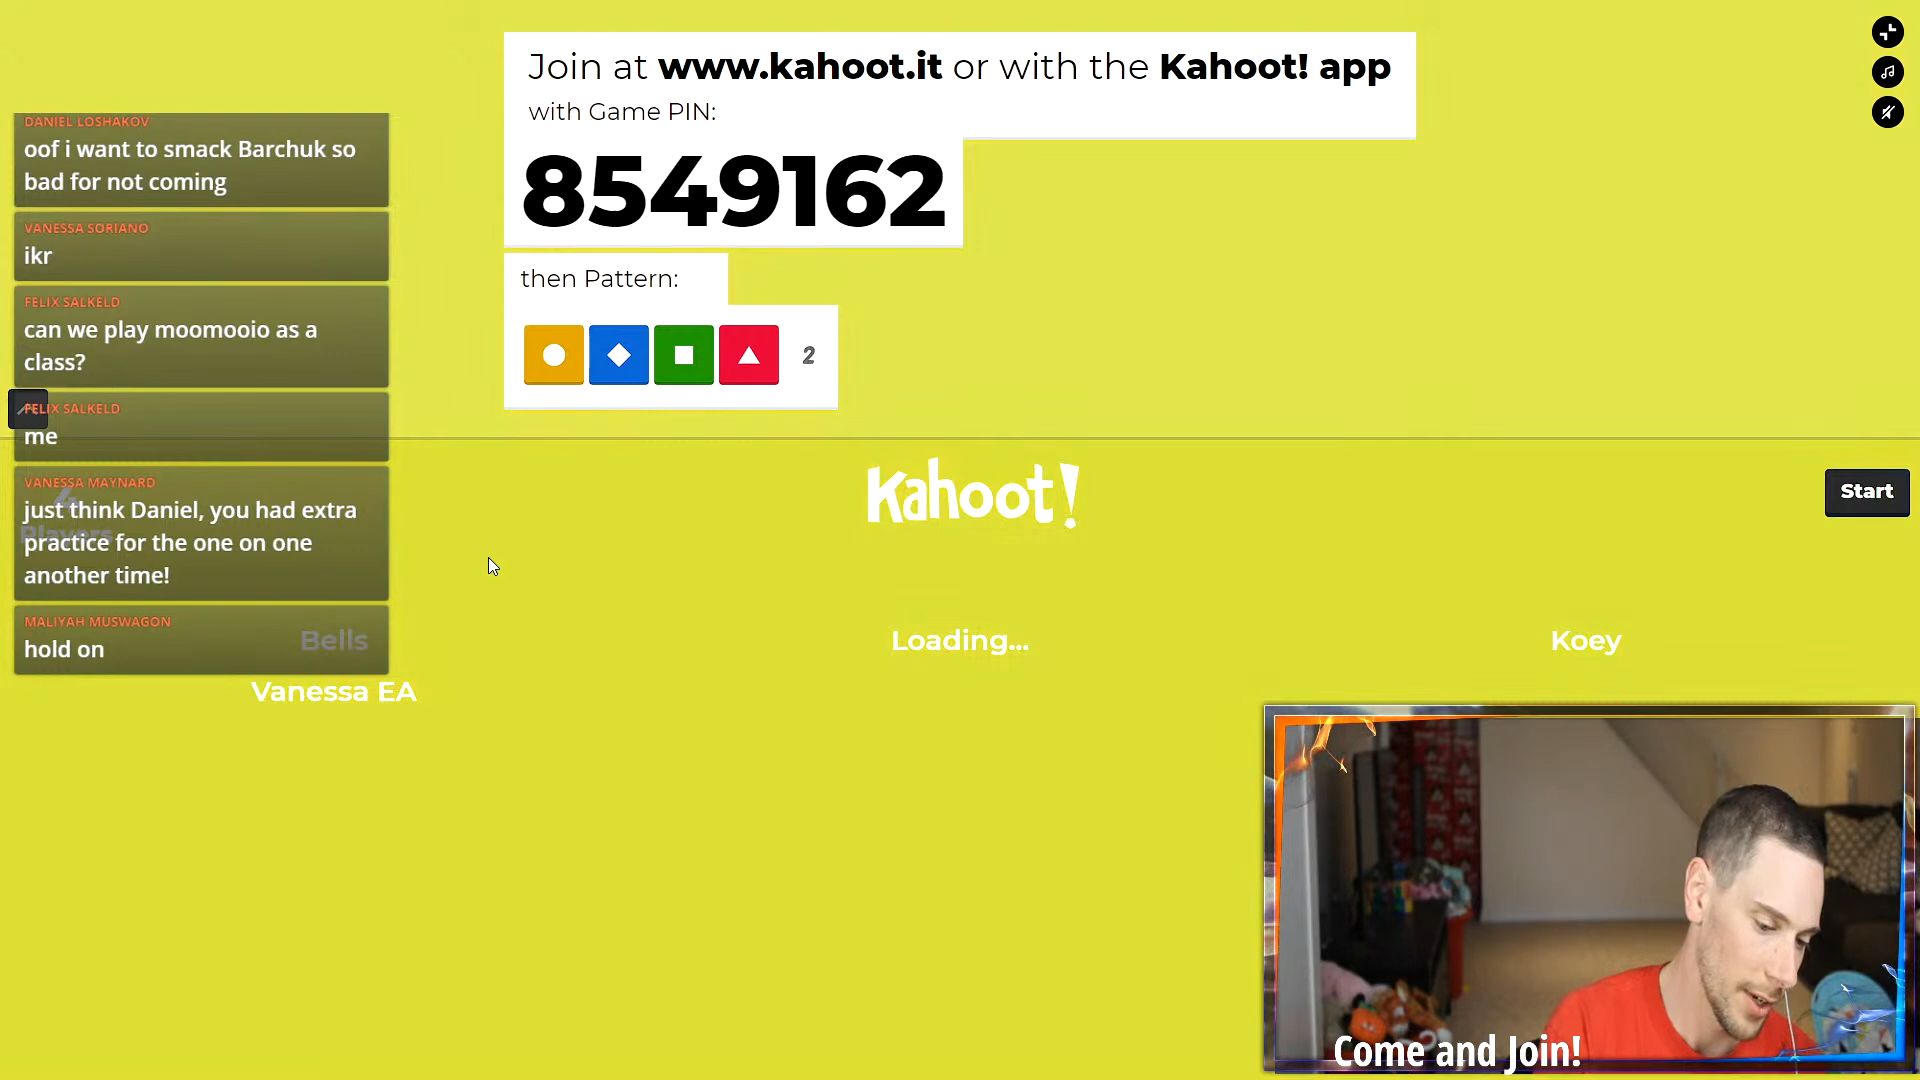 Join at www.kahoot.it or with the Kahoot! app
with Game PIN:
8549162
then Pattern:
2
DANIEL LOSHAKOV
oof i want to smack Barchuk so
bad for not coming
VANESSA SORIANO
ikr
FELIX SALKELD
can we play moomooio as a
class?
FELIX SALKELD
me
VANESSA MAYNARD
just think Daniel, you had extra
practice for the one on one
another time!
MALIYAH MUSWAGON
hold on
4
Players
Kahoot!
Start
Bells
Loading...
Koey
Vanessa EA
Come and Join!